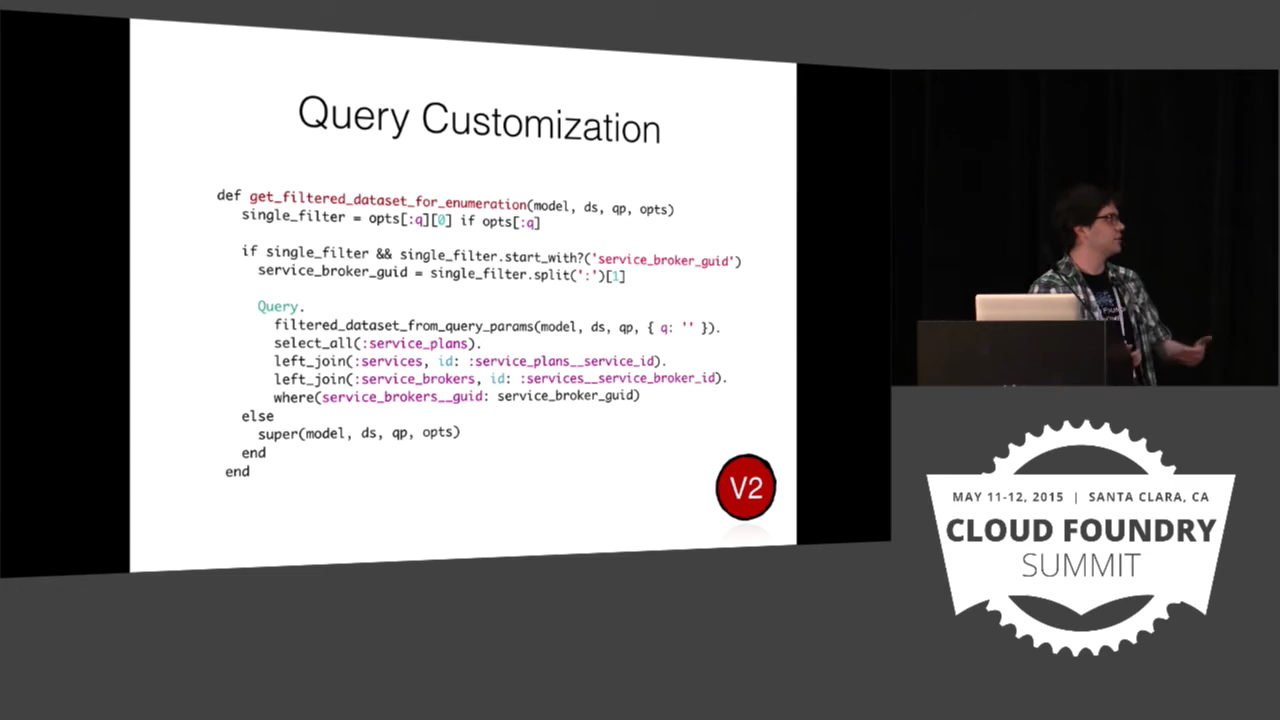 Query Customization
def get_filtered_dataset_for_enumeration(model, ds, qp, opts)
single_filter = opts[:q][0] if opts[:q]
if single_filter && single_filter.start_with?('service_broker_guid')
service_broker_guid = single_filter.split(':')[1]
Query.
filtered_dataset_from_query_params(model, ds, qp, { q: '' }).
select_all(:service_plans).
left_join(:services, id: :service_plans__service_id).
left_join(:service_brokers, id: :services__service_broker_id).
where(service_brokers__guid: service_broker_guid)
else
super(model, ds, qp, opts)
end
end
V2
MAY 11-12, 2015 | SANTA CLARA, CA
CLOUD FOUNDRY
SUMMIT